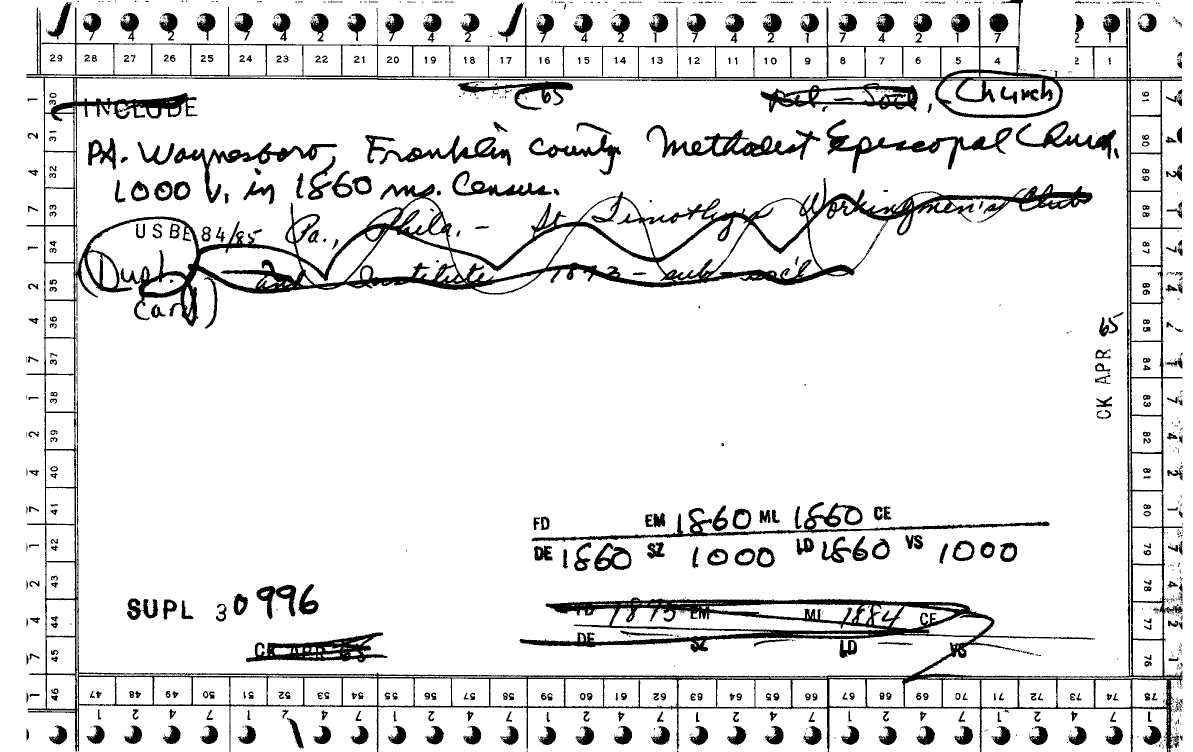 7 4 2 1 7 4 2 1 7 4 2 1 7 4 2 1 7 4 2 1 7 4 2 1
29 28 27 26 25 24 23 22 21 20 19 18 17 16 15 14 13 12 11 10 9 8 7 6 5 4 2 1
INCLUDE 65 Rel. - Soci. - Church
PA. Waynesboro, Franklin County Methodist Episcopal Church.
1000 v. in 1860 ms. Census.
USBE 84/85 Pa., Phila. - St Timothy's Workingmen's Club
(Dupl. and Institute 1873 - sub - soc'l
Card)
CK APR 65
FD EM 1860 ML 1860 CE
DE 1860 SZ 1000 LD 1860 VS 1000
SUPL 30996
FD 1895 EM ML 1884 CE
DE SZ LD VS
CK APR 65
30 31 32 33 34 35 36 37 38 39 40 41 42 43 44 45 46
91 90 89 88 87 86 85 84 83 82 81 80 79 78 77 76 75
47 48 49 50 51 52 53 54 55 56 57 58 59 60 61 62 63 64 65 66 67 68 69 70 71 72 73 74 75
1 2 4 7 1 2 4 7 1 2 4 7 1 2 4 7 1 2 4 7 1 2 4 7 1 2 4 7 1